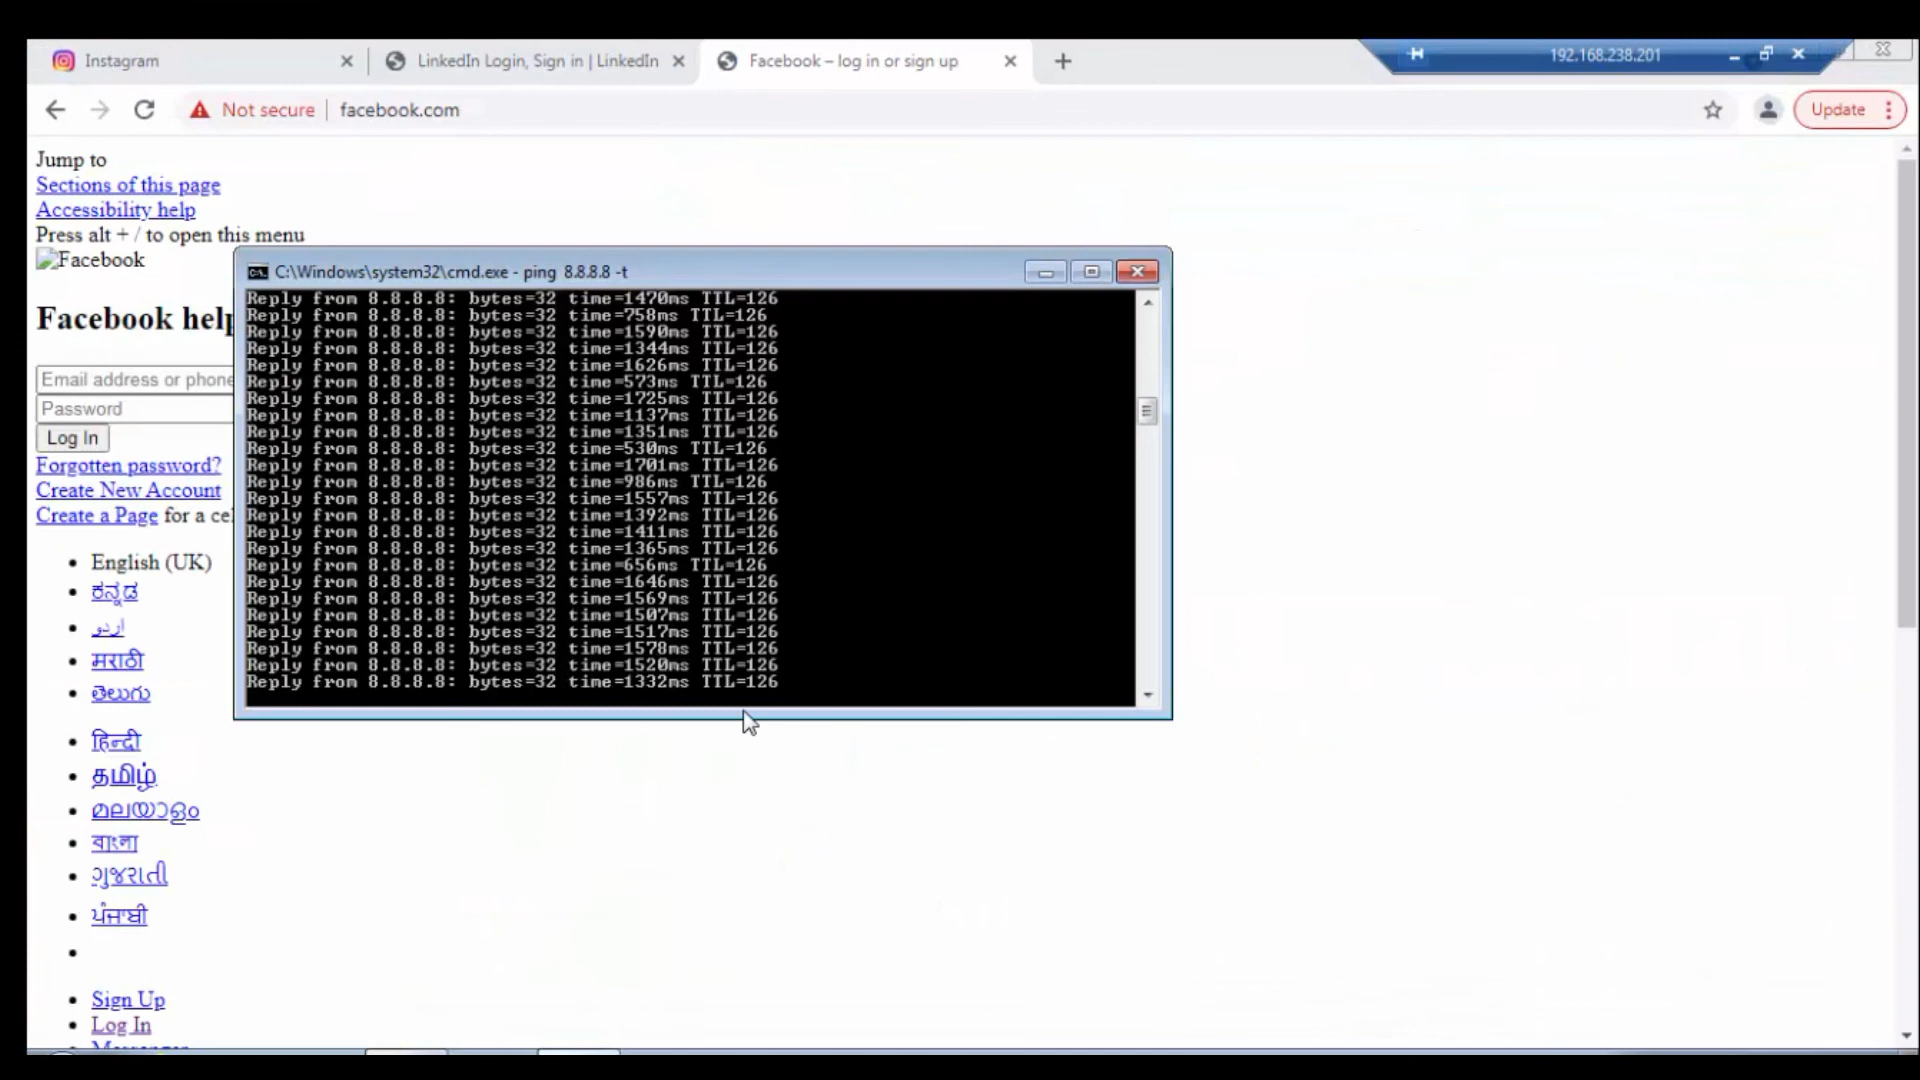 Instagram
LinkedIn Login, Sign in | LinkedIn
Facebook – log in or sign up
192.168.238.201
Not secure
facebook.com
Update
Jump to
Sections of this page
Accessibility help
Press alt + / to open this menu
Facebook
C:\Windows\system32\cmd.exe - ping 8.8.8.8 -t
Facebook help
Email address or phone
Password
Log In
Forgotten password?
Create New Account
Create a Page for a cel
Reply from 8.8.8.8: bytes=32 time=1470ms TTL=126
Reply from 8.8.8.8: bytes=32 time=758ms TTL=126
Reply from 8.8.8.8: bytes=32 time=1590ms TTL=126
Reply from 8.8.8.8: bytes=32 time=1344ms TTL=126
Reply from 8.8.8.8: bytes=32 time=1626ms TTL=126
Reply from 8.8.8.8: bytes=32 time=573ms TTL=126
Reply from 8.8.8.8: bytes=32 time=1725ms TTL=126
Reply from 8.8.8.8: bytes=32 time=1137ms TTL=126
Reply from 8.8.8.8: bytes=32 time=1351ms TTL=126
Reply from 8.8.8.8: bytes=32 time=530ms TTL=126
Reply from 8.8.8.8: bytes=32 time=1701ms TTL=126
Reply from 8.8.8.8: bytes=32 time=986ms TTL=126
Reply from 8.8.8.8: bytes=32 time=1557ms TTL=126
Reply from 8.8.8.8: bytes=32 time=1392ms TTL=126
Reply from 8.8.8.8: bytes=32 time=1411ms TTL=126
Reply from 8.8.8.8: bytes=32 time=1365ms TTL=126
Reply from 8.8.8.8: bytes=32 time=656ms TTL=126
Reply from 8.8.8.8: bytes=32 time=1646ms TTL=126
Reply from 8.8.8.8: bytes=32 time=1569ms TTL=126
Reply from 8.8.8.8: bytes=32 time=1507ms TTL=126
Reply from 8.8.8.8: bytes=32 time=1517ms TTL=126
Reply from 8.8.8.8: bytes=32 time=1578ms TTL=126
Reply from 8.8.8.8: bytes=32 time=1520ms TTL=126
Reply from 8.8.8.8: bytes=32 time=1332ms TTL=126
English (UK)
ಕನ್ನಡ
اردو
मराठी
తెలుగు
हिन्दी
தமிழ்
മലയാളം
বাংলা
ગુજરાતી
ਪੰਜਾਬੀ
Sign Up
Log In
Messenger